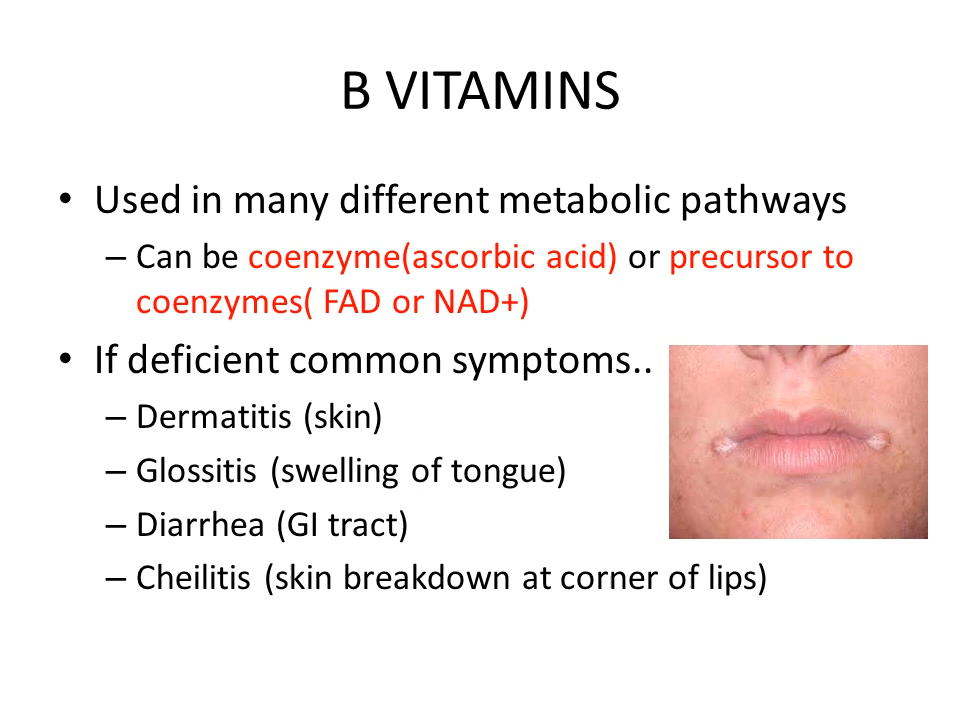 B VITAMINS
• Used in many different metabolic pathways
– Can be coenzyme(ascorbic acid) or precursor to
coenzymes( FAD or NAD+)
• If deficient common symptoms..
– Dermatitis (skin)
– Glossitis (swelling of tongue)
– Diarrhea (GI tract)
– Cheilitis (skin breakdown at corner of lips)